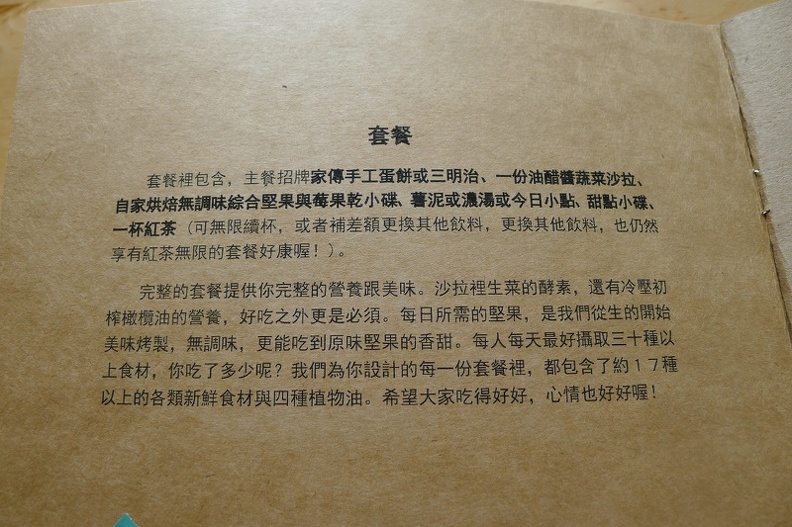 套餐
套餐裡包含，主餐招牌家傳手工蛋餅或三明治、一份油醋醬蔬菜沙拉、
自家烘焙無調味綜合堅果與莓果乾小碟、薯泥或濃湯或今日小點、甜點小碟、
一杯紅茶（可無限續杯，或者補差額更換其他飲料，更換其他飲料，也仍然
享有紅茶無限的套餐好康喔！）。
完整的套餐提供你完整的營養跟美味。沙拉裡生菜的酵素，還有冷壓初
榨橄欖油的營養，好吃之外更是必須。每日所需的堅果，是我們從生的開始
美味烤製，無調味，更能吃到原味堅果的香甜。每人每天最好攝取三十種以
上食材，你吃了多少呢？我們為你設計的每一份套餐裡，都包含了約１７種
以上的各類新鮮食材與四種植物油。希望大家吃得好好，心情也好好喔！